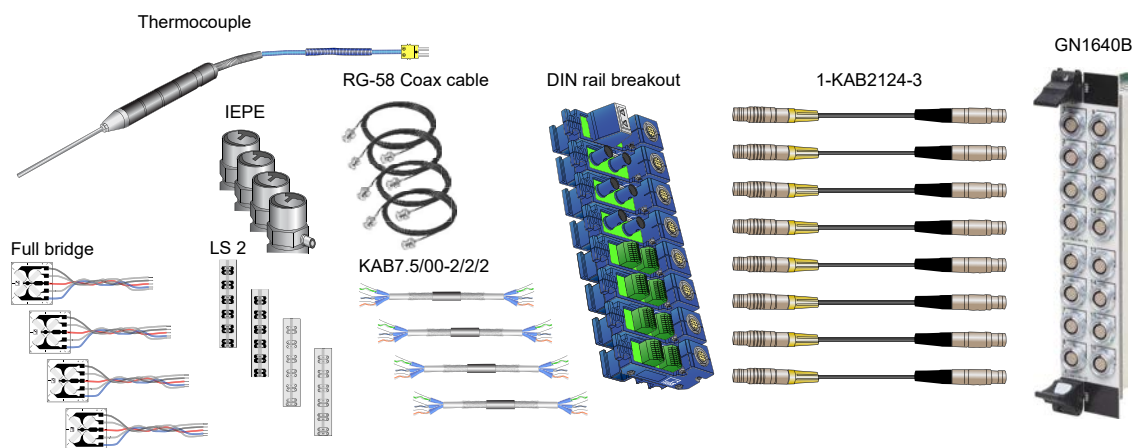 Thermocouple
GN1640B
RG-58 Coax cable
DIN rail breakout
1-KAB2124-3
IEPE
Full bridge
LS 2
KAB7.5/00-2/2/2